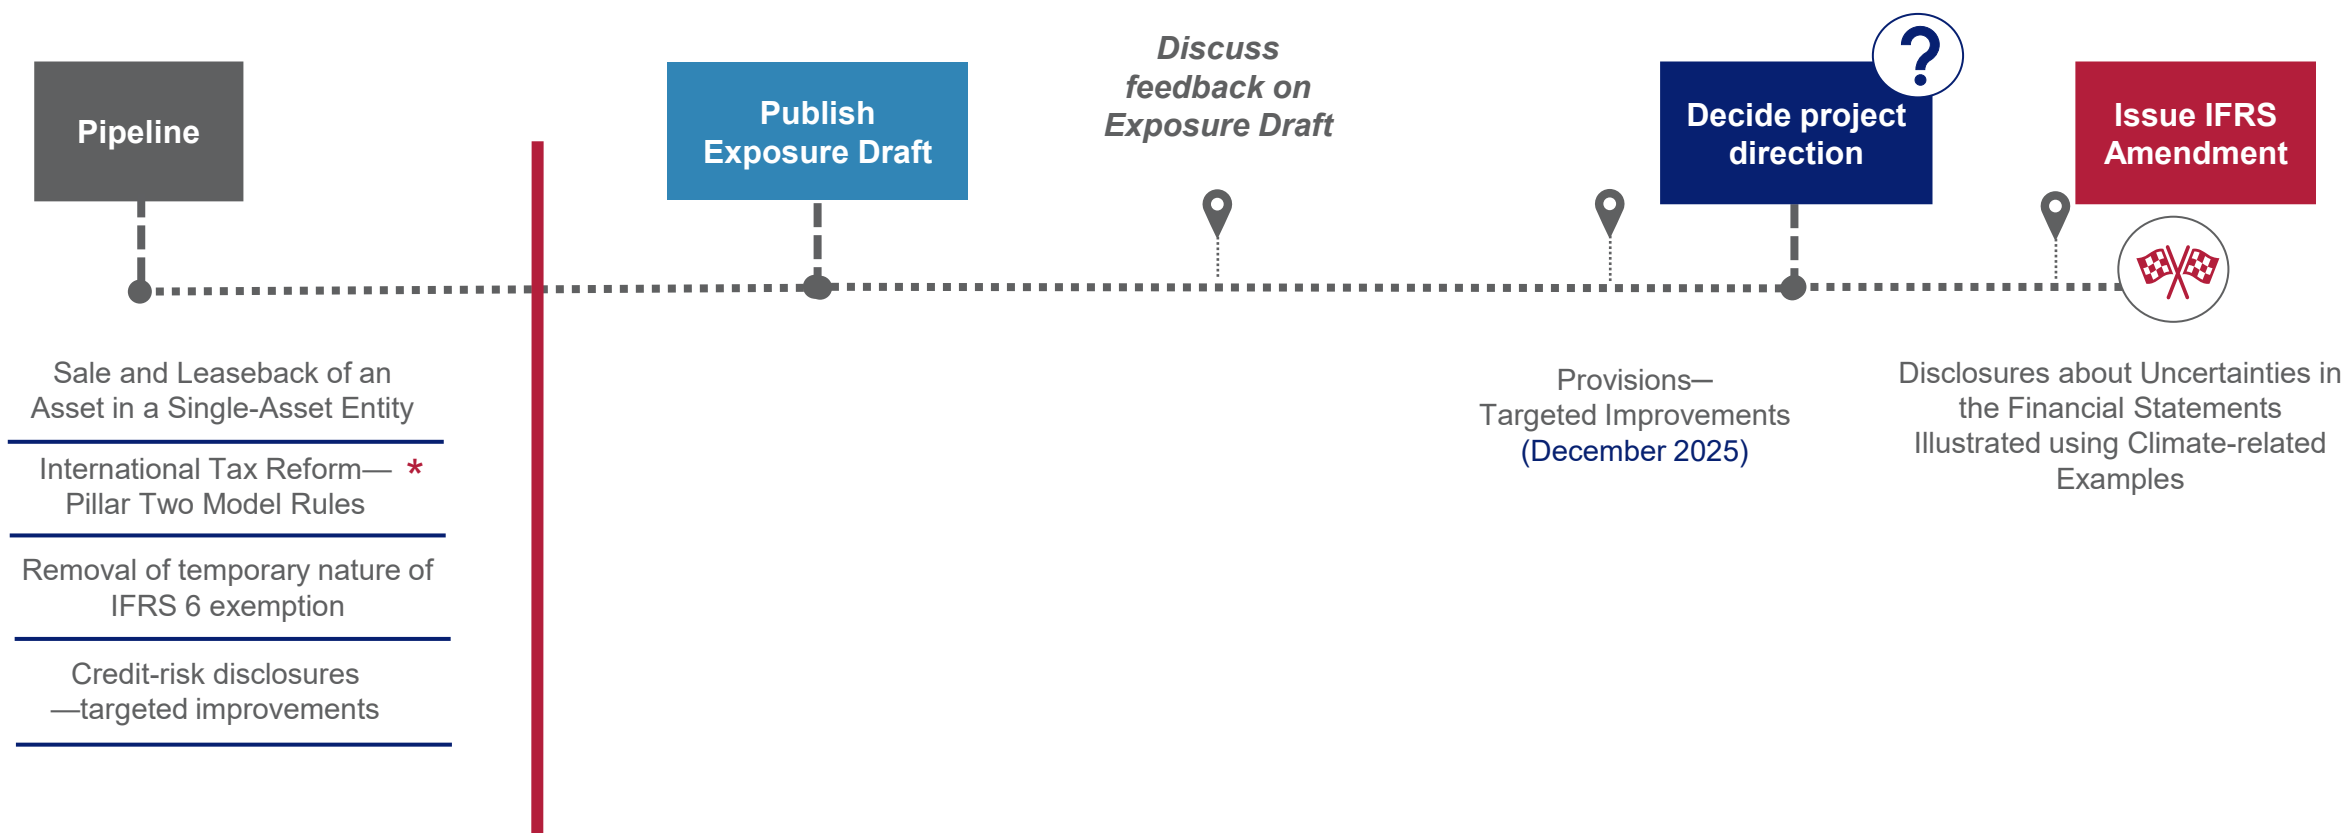 Pipeline
Publish
Exposure Draft
Discuss
feedback on
Exposure Draft
Decide project
direction
?
Issue IFRS
Amendment
Sale and Leaseback of an
Asset in a Single-Asset Entity
International Tax Reform— *
Pillar Two Model Rules
Removal of temporary nature of
IFRS 6 exemption
Credit-risk disclosures
—targeted improvements
Provisions—
Targeted Improvements
(December 2025)
Disclosures about Uncertainties in
the Financial Statements
Illustrated using Climate-related
Examples